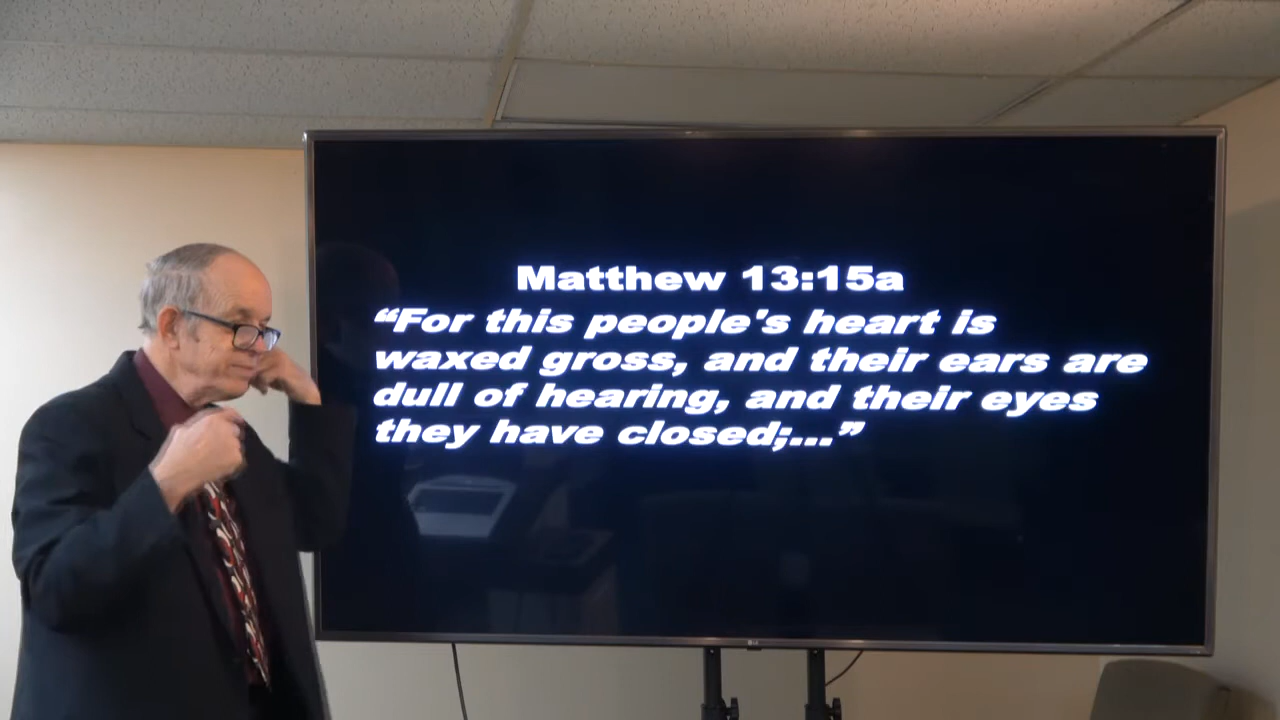 Matthew 13:15a
“For this people's heart is
waxed gross, and their ears are
dull of hearing, and their eyes
they have closed;...”
LG